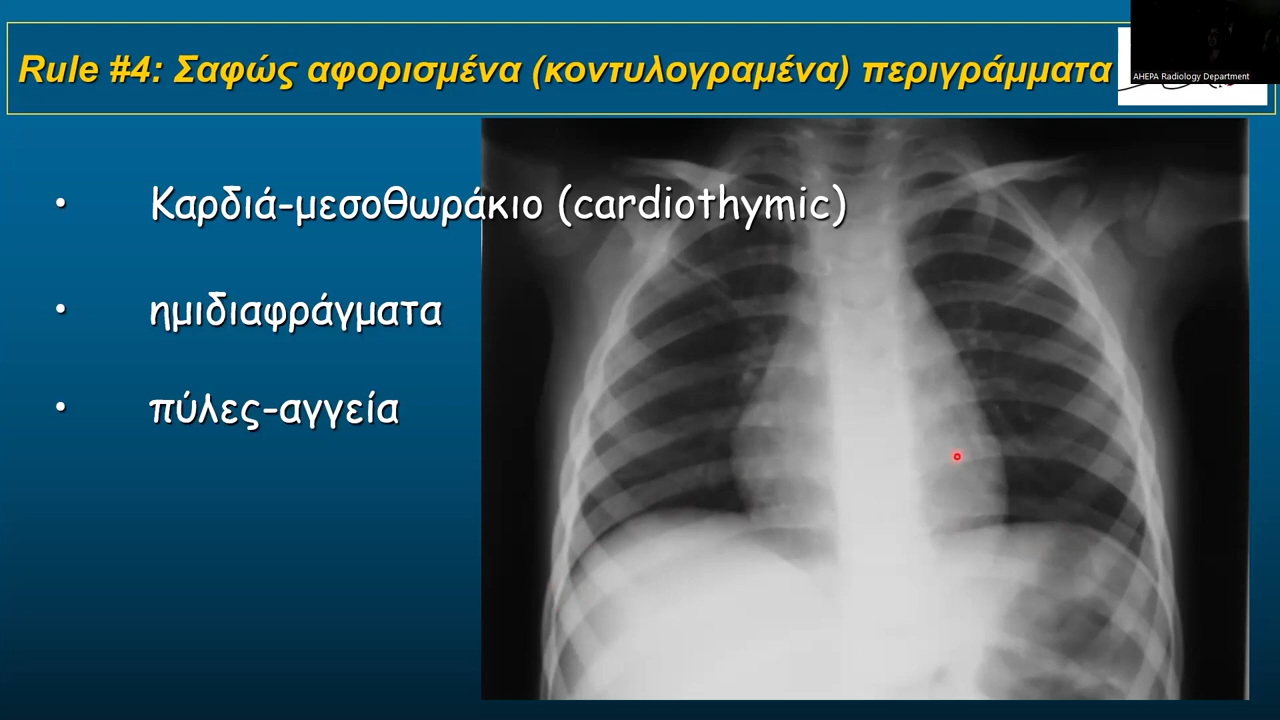 Rule #4: Σαφώς αφορισμένα (κοντυλογραμένα) περιγράμματα
AHEPA Radiology Department
• Καρδιά-μεσοθωράκιο (cardiothymic)
• ημιδιαφράγματα
• πύλες-αγγεία